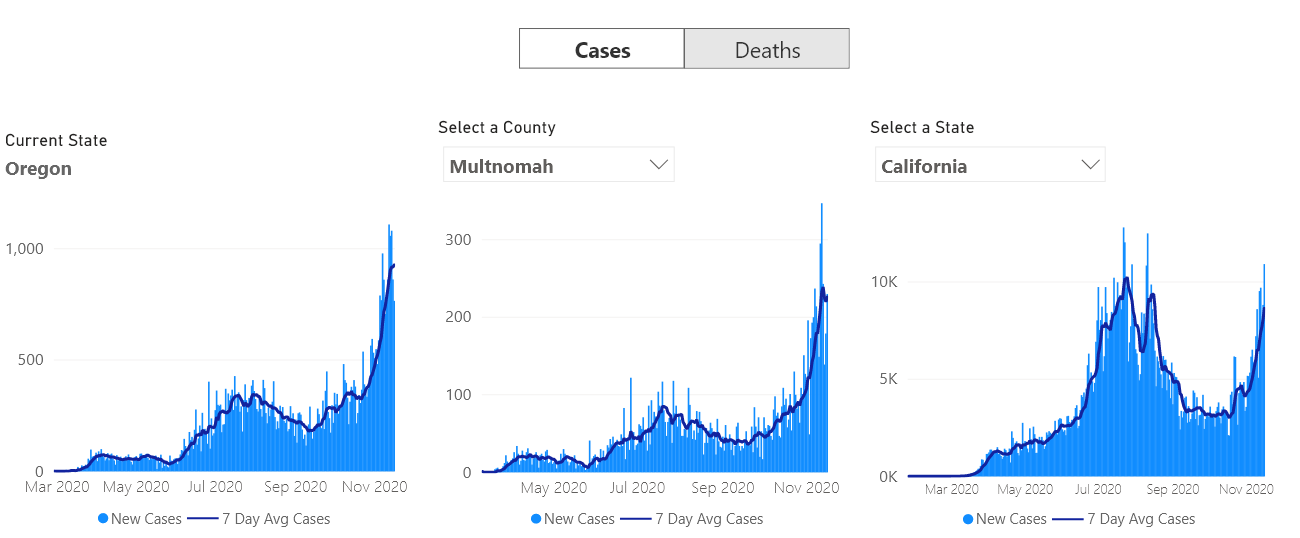 Cases Deaths
Current State
Oregon
1,000
500
0
Mar 2020 May 2020 Jul 2020 Sep 2020 Nov 2020
New Cases 7 Day Avg Cases
Select a County
Multnomah
300
200
100
0
May 2020 Jul 2020 Sep 2020 Nov 2020
New Cases 7 Day Avg Cases
Select a State
California
10K
5K
0K
Mar 2020 May 2020 Jul 2020 Sep 2020 Nov 2020
New Cases 7 Day Avg Cases